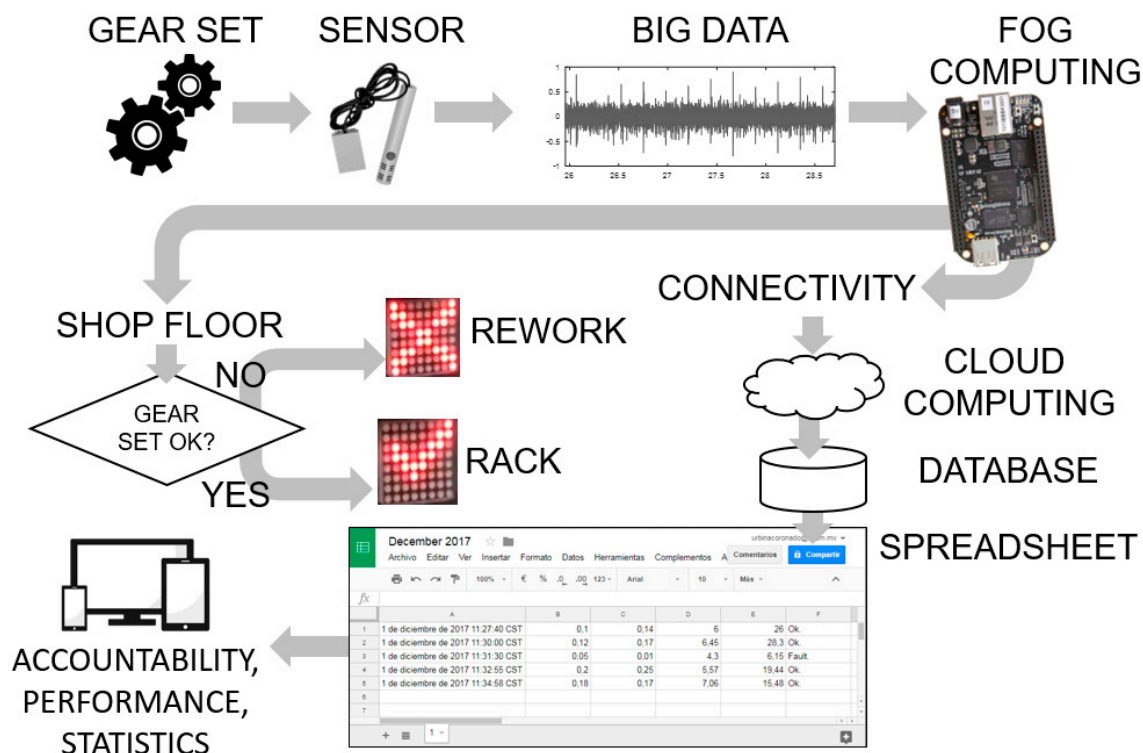 GEAR SET
SENSOR
BIG DATA
FOG
COMPUTING
1
0.5
0
-0.5
-1
26
26.5
27
27.5
28
28.5
CONNECTIVITY
SHOP FLOOR
NO
REWORK
GEAR
SET OK?
YES
RACK
CLOUD
COMPUTING
DATABASE
SPREADSHEET
December 2017
Archivo Editar Ver Insertar Formato Datos Herramientas Complementos A Comentarios Compartir
100% € % .0 .00 123 Arial 10 Más
fx
A B C D E F
1 1 de diciembre de 2017 11:27:40 CST 0,1 0,14 6 26 Ok.
2 1 de diciembre de 2017 11:30:00 CST 0,12 0,17 6,45 28,3 Ok.
3 1 de diciembre de 2017 11:31:30 CST 0,05 0,01 4,3 6,15 Fault.
4 1 de diciembre de 2017 11:32:55 CST 0,2 0,25 5,57 19,44 Ok.
5 1 de diciembre de 2017 11:34:58 CST 0,18 0,17 7,06 15,48 Ok.
6
7
1
ACCOUNTABILITY,
PERFORMANCE,
STATISTICS